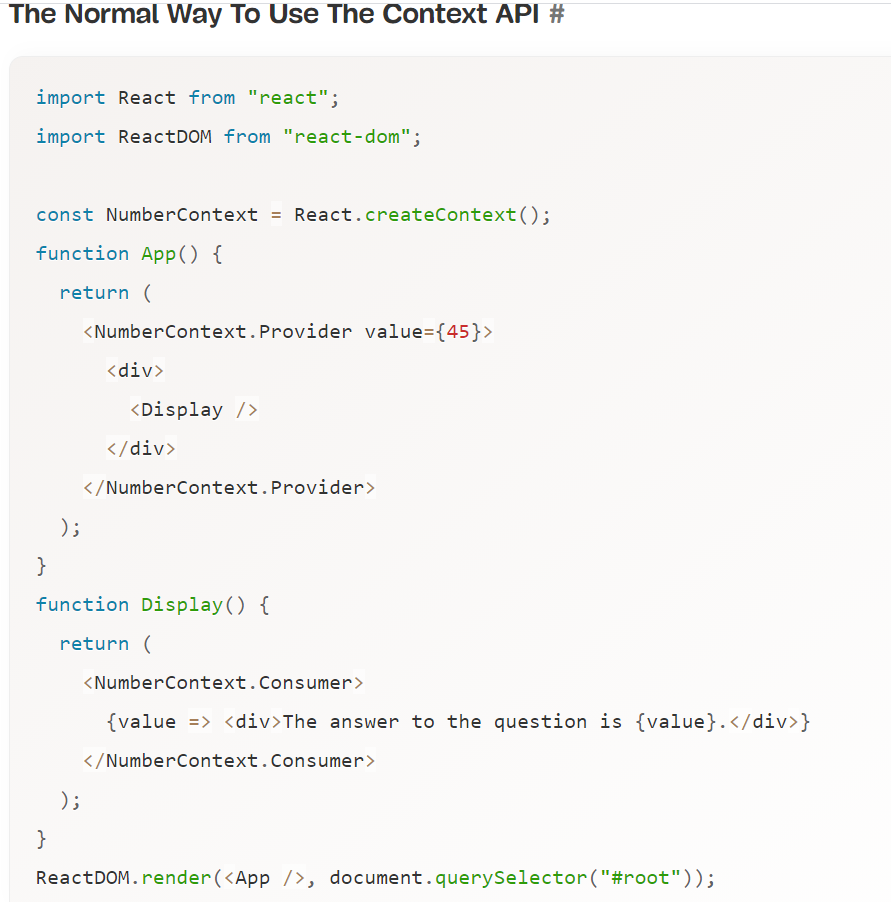 The Normal Way To Use The Context API #
import React from "react";
import ReactDOM from "react-dom";

const NumberContext = React.createContext();
function App() {
  return (
    <NumberContext.Provider value={45}>
      <div>
        <Display />
      </div>
    </NumberContext.Provider>
  );
}
function Display() {
  return (
    <NumberContext.Consumer>
      {value => <div>The answer to the question is {value}.</div>}
    </NumberContext.Consumer>
  );
}
ReactDOM.render(<App />, document.querySelector("#root"));